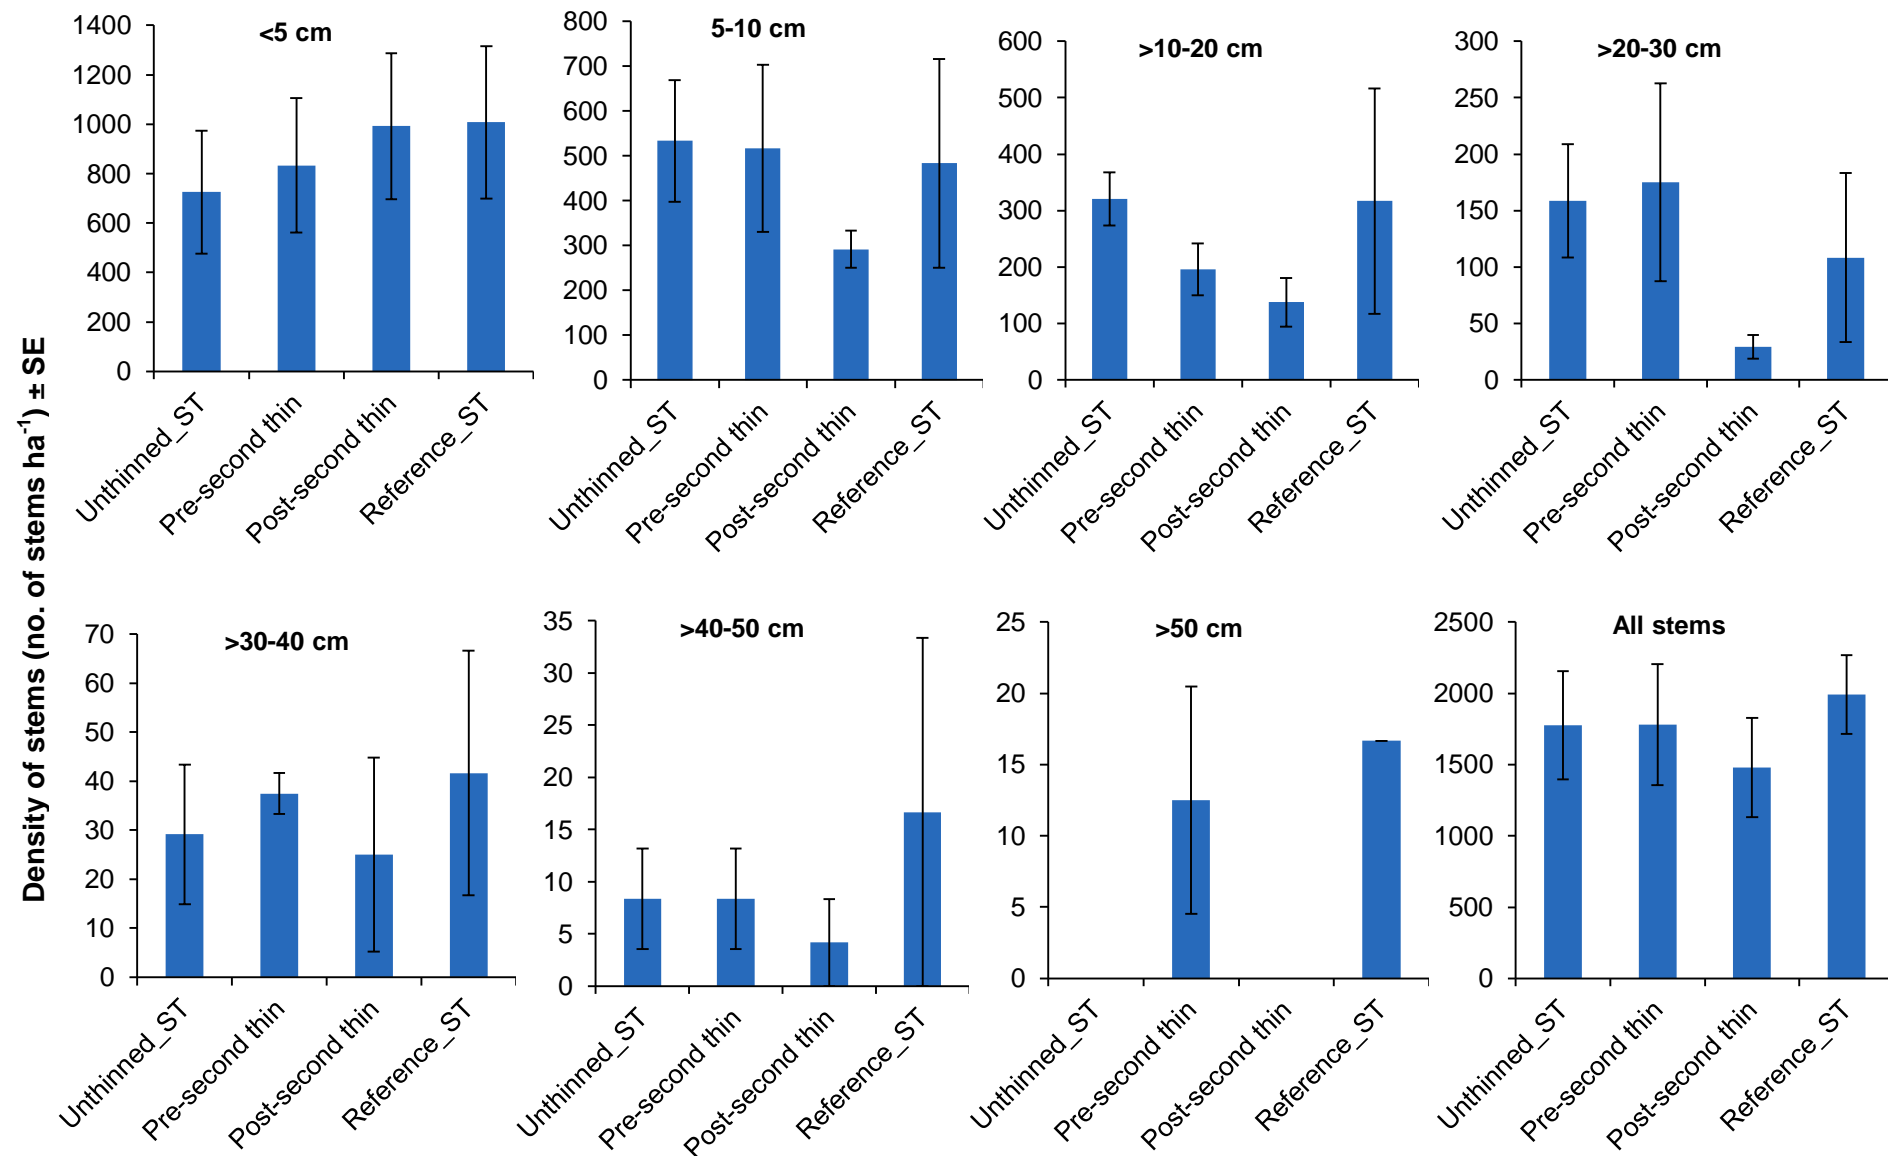 Density of stems (no. of stems ha-1) ± SE
<5 cm
1400
1200
1000
800
600
400
200
0
Unthinned_ST
Pre-second thin
Post-second thin
Reference_ST
5-10 cm
800
700
600
500
400
300
200
100
0
Unthinned_ST
Pre-second thin
Post-second thin
Reference_ST
>10-20 cm
600
500
400
300
200
100
0
Unthinned_ST
Pre-second thin
Post-second thin
Reference_ST
>20-30 cm
300
250
200
150
100
50
0
Unthinned_ST
Pre-second thin
Post-second thin
Reference_ST
>30-40 cm
70
60
50
40
30
20
10
0
Unthinned_ST
Pre-second thin
Post-second thin
Reference_ST
>40-50 cm
35
30
25
20
15
10
5
0
Unthinned_ST
Pre-second thin
Post-second thin
Reference_ST
>50 cm
25
20
15
10
5
0
Unthinned_ST
Pre-second thin
Post-second thin
Reference_ST
All stems
2500
2000
1500
1000
500
0
Unthinned_ST
Pre-second thin
Post-second thin
Reference_ST